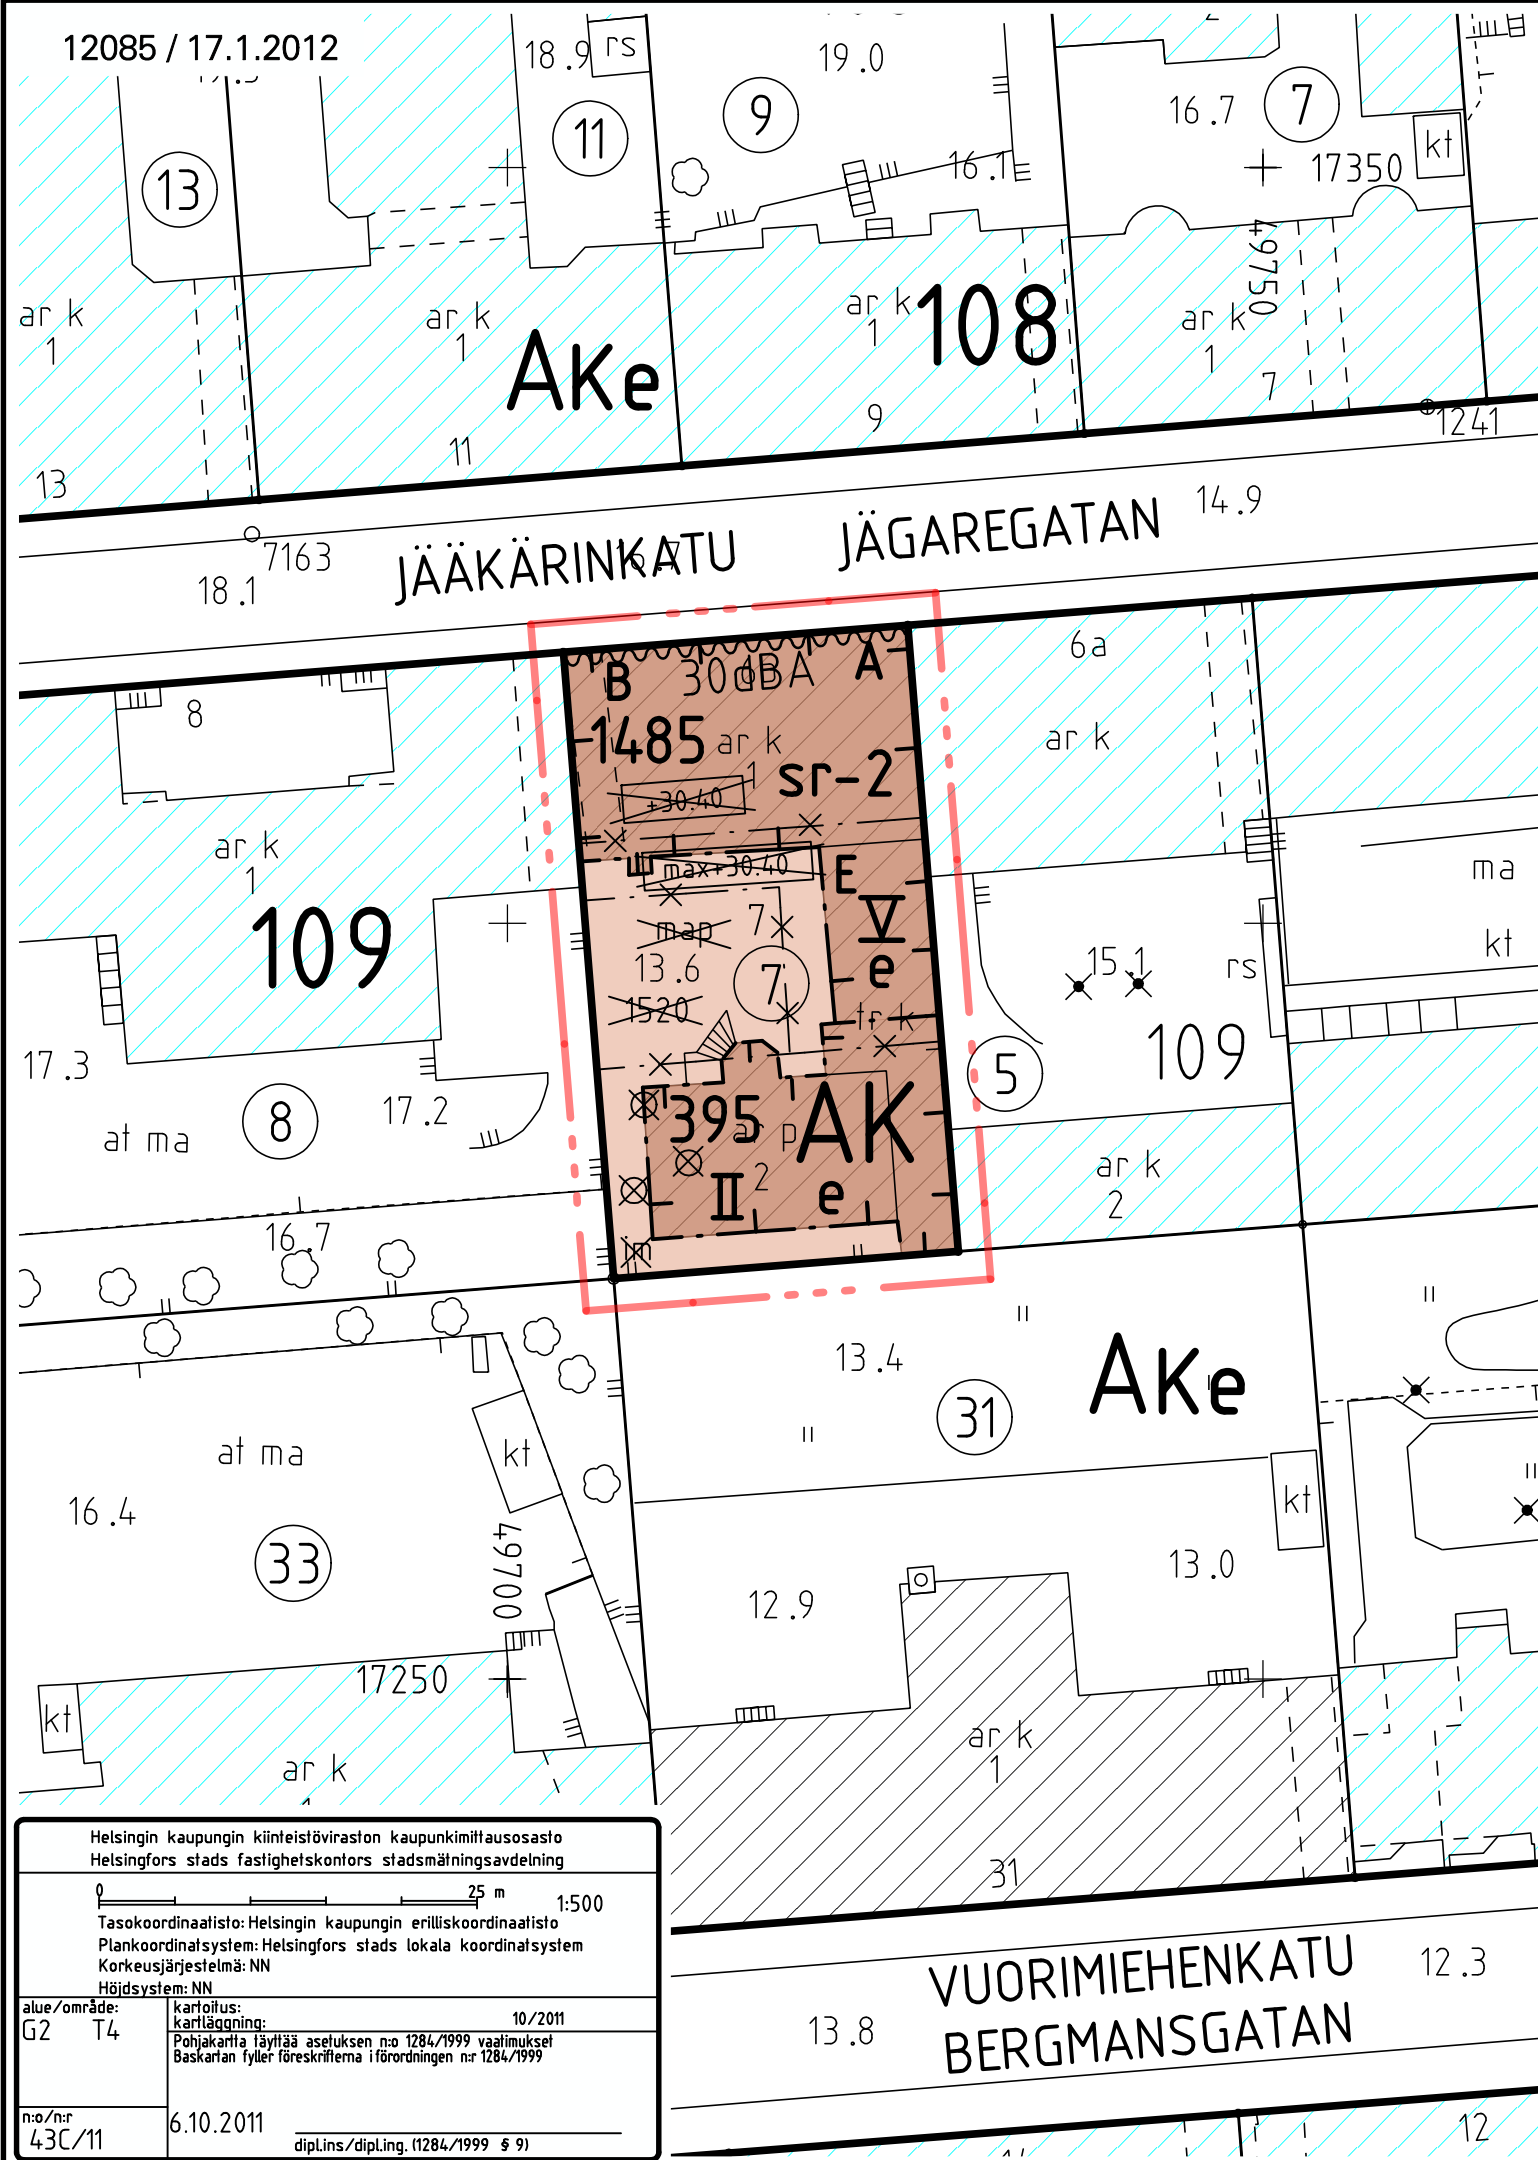 12085 / 17.1.2012
18.9
rs
19.0
16.7
7
kt
9
11
13
16.1
17350
49750
ar k
1
ar k
1
ar k
1
ar k
1
AKe
108
7
9
11
13
1241
14.9
JÄÄKÄRINKATU
JÄGAREGATAN
7163
18.1
6a
8
B
30 dBA
A
1485
ar k
1
sr-2
ar k
+30.40
max+30.40
E
ar k
1
109
map
7
V
e
13.6
7
1520
tr k
ma
kt
rs
15.1
109
5
17.3
8
17.2
at ma
395
AK
ar p
2
II
e
im
ar k
2
16.7
13.4
AKe
31
at ma
kt
16.4
33
49700
kt
12.9
13.0
17250
kt
ar k
ar k
1
31
Helsingin kaupungin kiinteistöviraston kaupunkimittausosasto
Helsingfors stads fastighetskontors stadsmätningsavdelning
0 25 m 1:500
Tasokoordinaatisto: Helsingin kaupungin erilliskoordinaatisto
Plankoordinatsystem: Helsingfors stads lokala koordinatsystem
Korkeusjärjestelmä: NN
Höjdsystem: NN
alue/område:
G2 T4
kartoitus:
kartläggning: 10/2011
Pohjakartta täyttää asetuksen n:o 1284/1999 vaatimukset
Baskartan fyller föreskrifterna i förordningen n:r 1284/1999
n:o/n:r
43C/11
6.10.2011
dipl.ins/dipl.ing. (1284/1999 § 9)
VUORIMIEHENKATU
BERGMANSGATAN
12.3
13.8
12